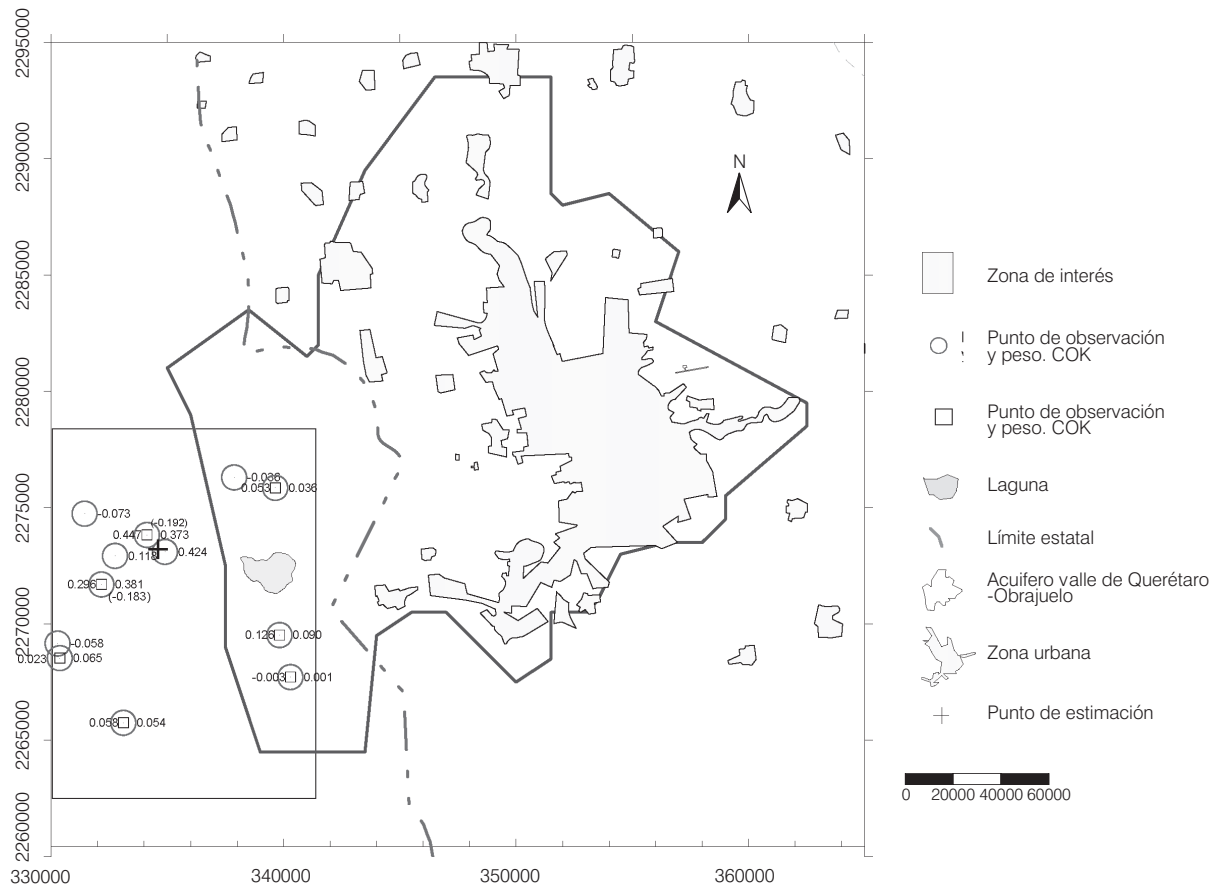 2295000
2290000
2285000
2280000
2275000
2270000
2265000
2260000
330000
340000
350000
360000
N
-0.036
0.053
0.036
-0.073
(-0.192)
0.447
0.373
0.424
0.296
0.381
(-0.183)
-0.058
0.023
0.065
0.126
0.090
-0.003
0.001
0.058
0.054
Zona de interés
Punto de observación
y peso. COK
Punto de observación
y peso. COK
Laguna
Límite estatal
Acuifero valle de Querétaro
-Obrajuelo
Zona urbana
Punto de estimación
0 20000 40000 60000